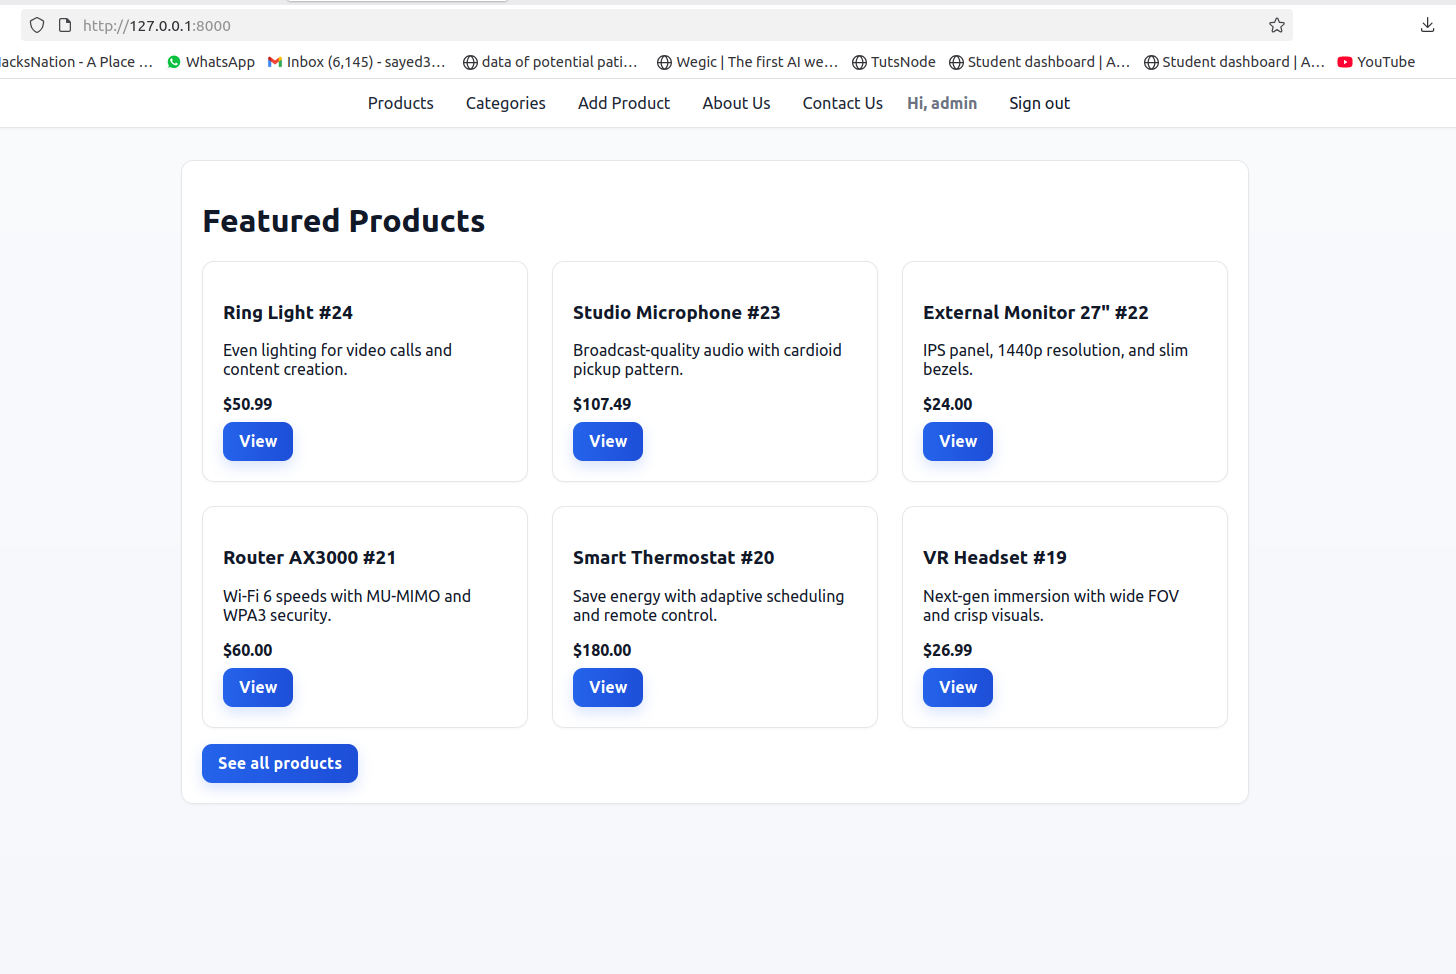 http://127.0.0.1:8000
acksNation - A Place ...
WhatsApp
Inbox (6,145) - sayed3...
data of potential pati...
Wegic | The first AI we...
TutsNode
Student dashboard | A...
Student dashboard | A...
YouTube
Products
Categories
Add Product
About Us
Contact Us
Hi, admin
Sign out
Featured Products
Ring Light #24
Even lighting for video calls and
content creation.
$50.99
View
Studio Microphone #23
Broadcast-quality audio with cardioid
pickup pattern.
$107.49
View
External Monitor 27" #22
IPS panel, 1440p resolution, and slim
bezels.
$24.00
View
Router AX3000 #21
Wi-Fi 6 speeds with MU-MIMO and
WPA3 security.
$60.00
View
Smart Thermostat #20
Save energy with adaptive scheduling
and remote control.
$180.00
View
VR Headset #19
Next-gen immersion with wide FOV
and crisp visuals.
$26.99
View
See all products